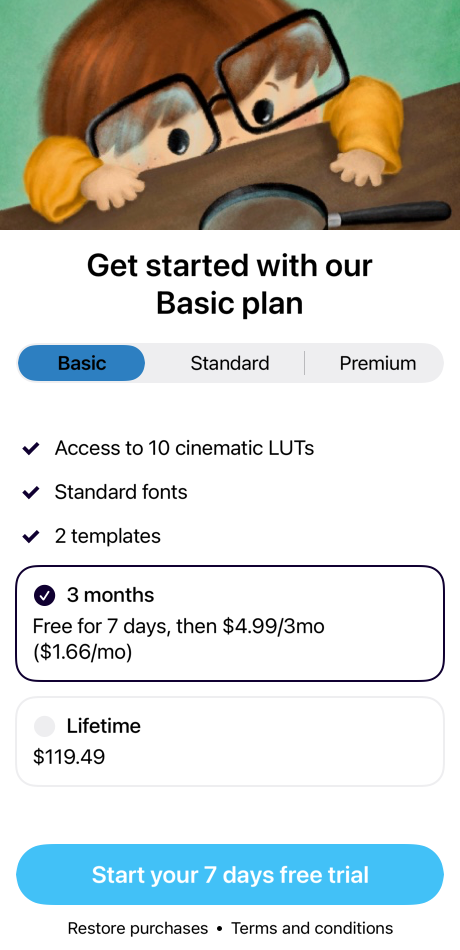 Get started with our
Basic plan
Basic
Standard
Premium
Access to 10 cinematic LUTs
Standard fonts
2 templates
3 months
Free for 7 days, then $4.99/3mo
($1.66/mo)
Lifetime
$119.49
Start your 7 days free trial
Restore purchases • Terms and conditions